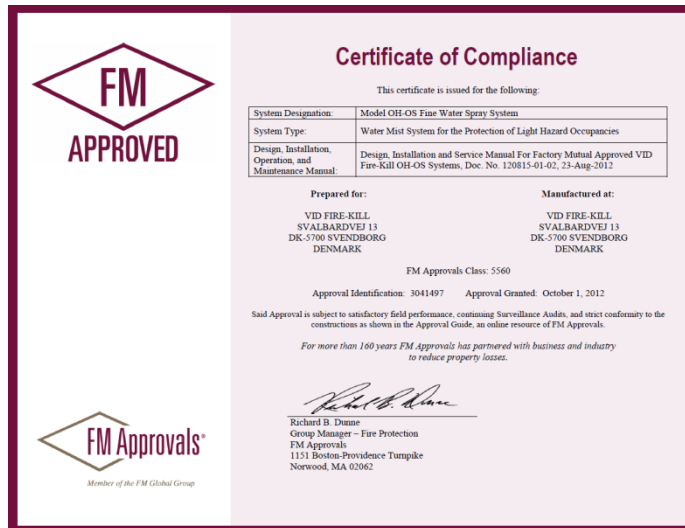 FM
APPROVED
Certificate of Compliance
This certificate is issued for the following:
System Designation: Model OH-OS Fine Water Spray System
System Type: Water Mist System for the Protection of Light Hazard Occupancies
Design, Installation,
Operation, and
Maintenance Manual:
Design, Installation and Service Manual For Factory Mutual Approved VID
Fire-Kill OH-OS Systems, Doc. No. 120815-01-02, 23-Aug-2012
Prepared for:
VID FIRE-KILL
SVALBARDVEJ 13
DK-5700 SVENDBORG
DENMARK
Manufactured at:
VID FIRE-KILL
SVALBARDVEJ 13
DK-5700 SVENDBORG
DENMARK
FM Approvals Class: 5560
Approval Identification: 3041497 Approval Granted: October 1, 2012
Said Approval is subject to satisfactory field performance, continuing Surveillance Audits, and strict conformity to the
constructions as shown in the Approval Guide, an online resource of FM Approvals.
For more than 160 years FM Approvals has partnered with business and industry
to reduce property losses.
Richard B. Dunne
Richard B. Dunne
Group Manager – Fire Protection
FM Approvals
1151 Boston-Providence Turnpike
Norwood, MA 02062
FM Approvals®
Member of the FM Global Group